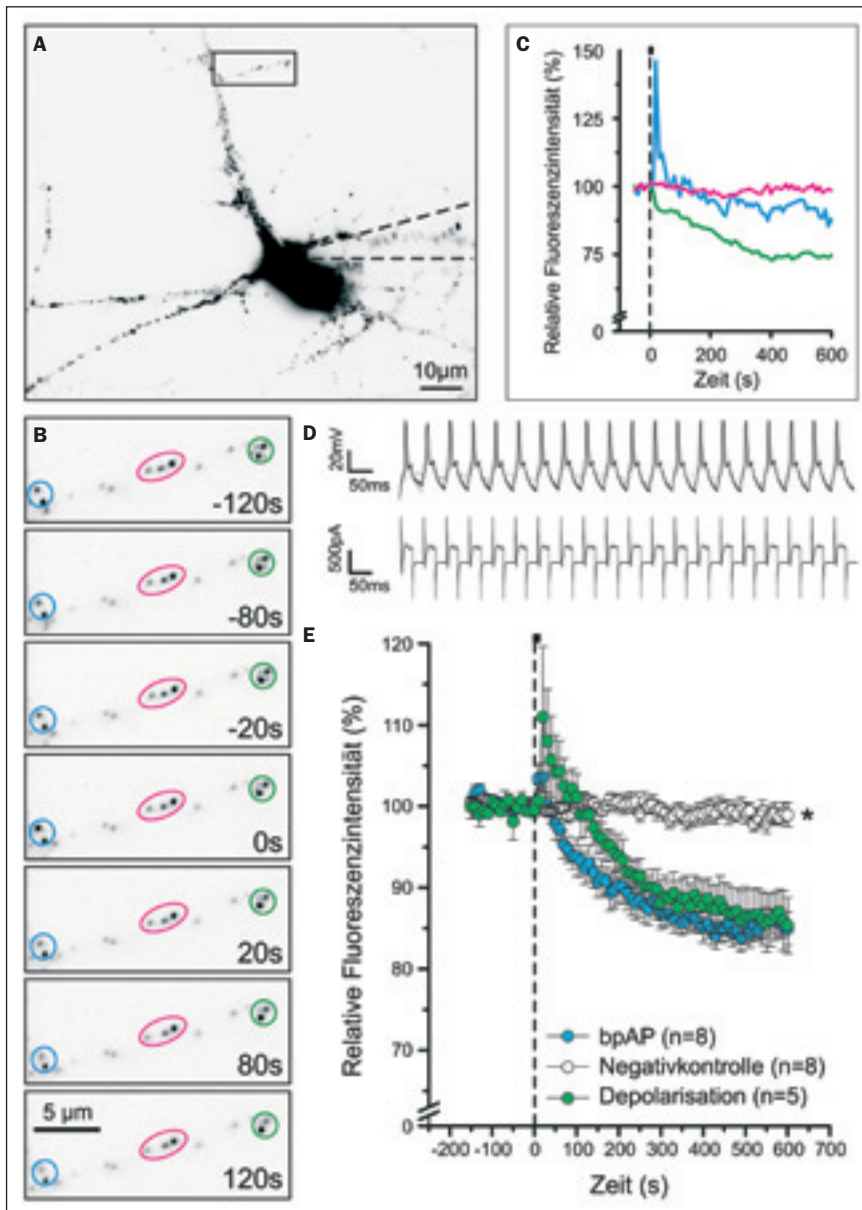 A
10µm
C
Relative Fluoreszenzintensität (%)
150
125
100
75
0
0 200 400 600
Zeit (s)
B
-120s
-80s
-20s
0s
20s
80s
5 µm
120s
D
20mV
50ms
500pA
50ms
E
Relative Fluoreszenzintensität (%)
120
110
100
90
80
70
0
*
bpAP (n=8)
Negativkontrolle (n=8)
Depolarisation (n=5)
-200 -100 0 100 200 300 400 500 600 700
Zeit (s)